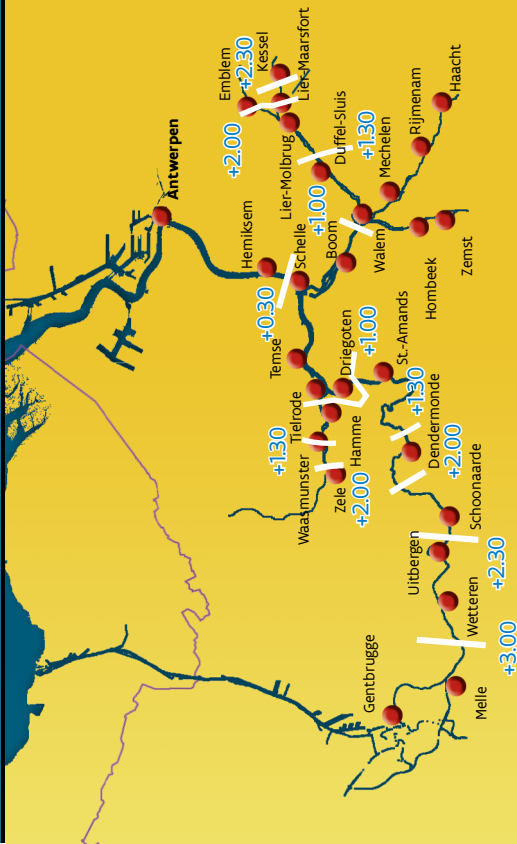 Antwerpen
Emblem
+2.30
Kessel
Lier-Maarsfort
+2.00
Lier-Molbrug
Duffel-Sluis
+1.30
Haacht
Rijmenam
Mechelen
+1.00
Walem
Boom
Hombeek
Zemst
Hemiksem
Schelle
+0.30
Temse
Driegoten
+1.00
St.-Amands
Tielrode
+1.30
Hamme
Waasmunster
Zele
+2.00
+1.30
Dendermonde
+2.00
Schoonaarde
Uitbergen
+2.30
Wetteren
+3.00
Gentbrugge
Melle